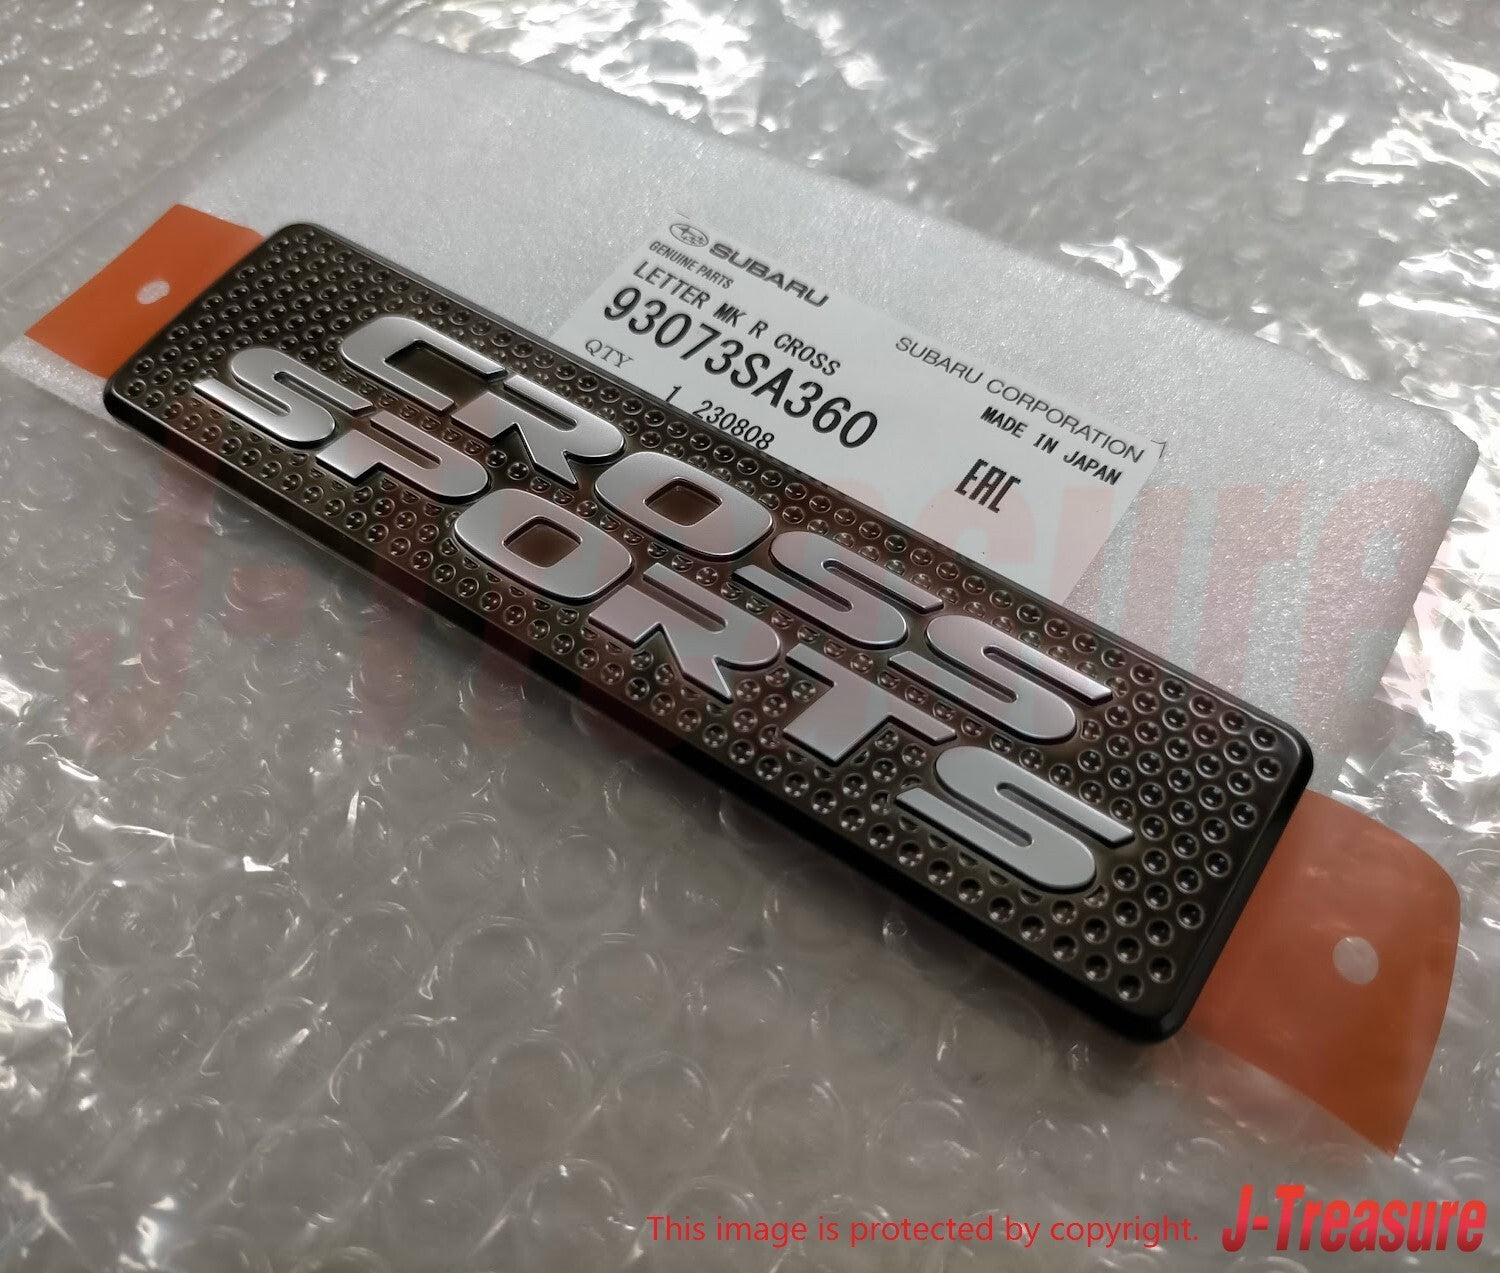 SUBARU
GENUINE PARTS
LETTER MK R CROSS
93073SA360
QTY
1 230808
SUBARU CORPORATION
MADE IN JAPAN
EAC
CROSS
SPORTS
J-Treasure
This image is protected by copyright. J-Treasure